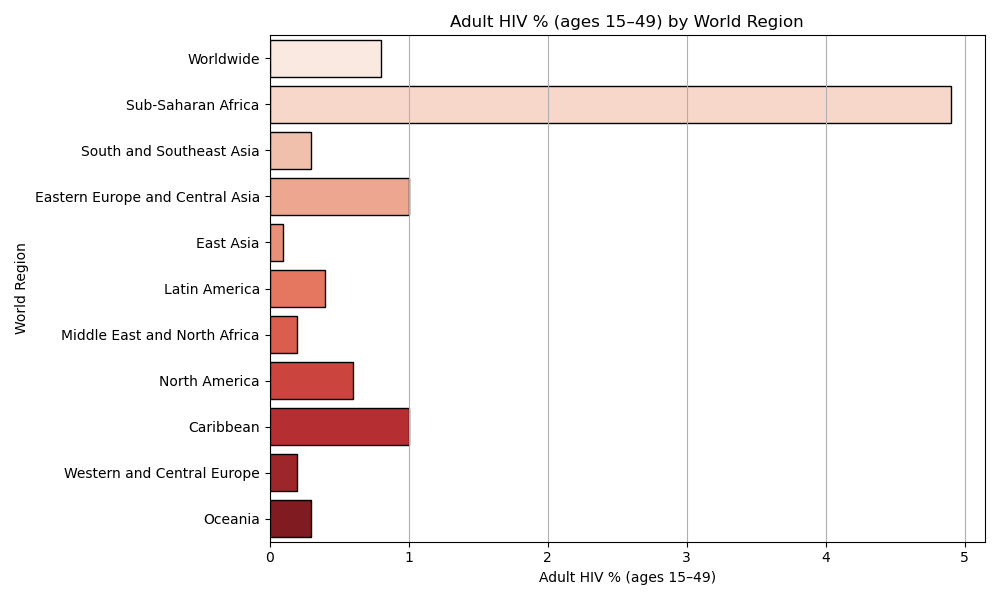 Adult HIV % (ages 15–49) by World Region
World Region
Worldwide
Sub-Saharan Africa
South and Southeast Asia
Eastern Europe and Central Asia
East Asia
Latin America
Middle East and North Africa
North America
Caribbean
Western and Central Europe
Oceania
0 1 2 3 4 5
Adult HIV % (ages 15–49)